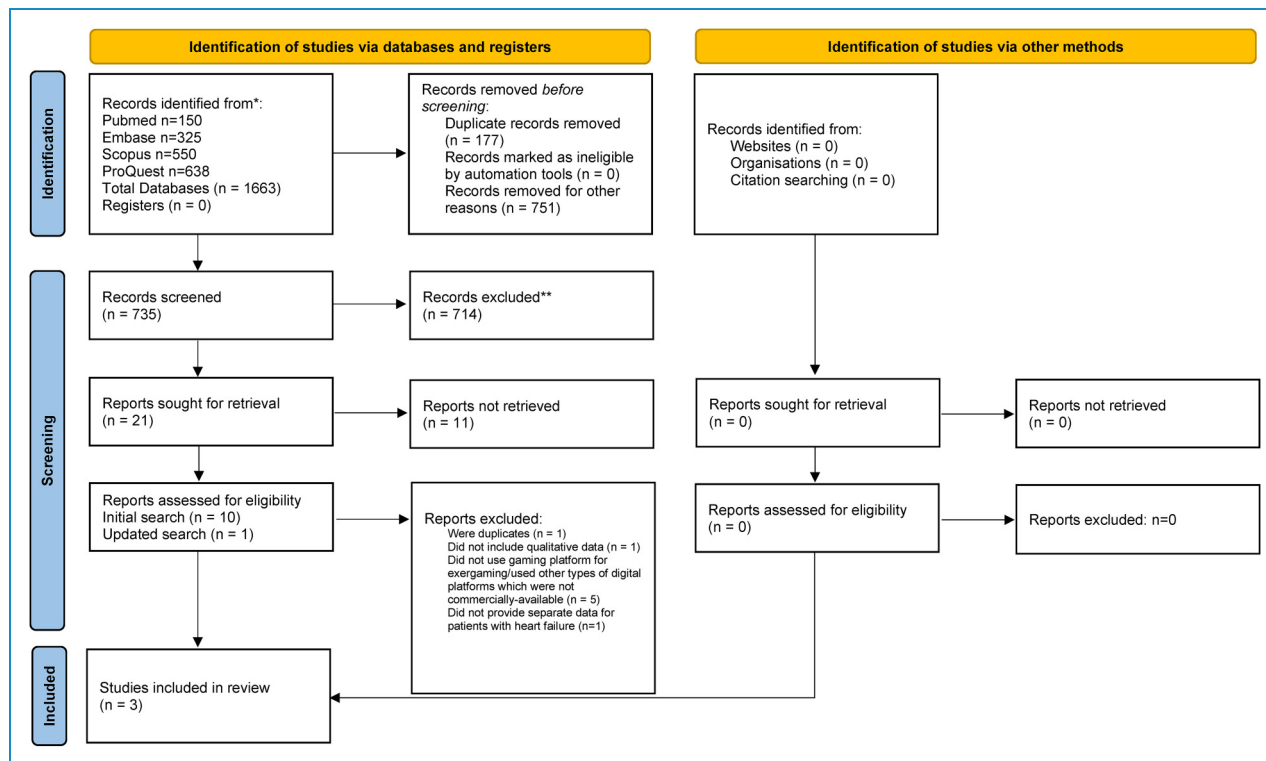 Identification of studies via databases and registers
Identification of studies via other methods
Identification
Records identified from*:
Pubmed n=150
Embase n=325
Scopus n=550
ProQuest n=638
Total Databases (n = 1663)
Registers (n = 0)
Records removed before
screening:
Duplicate records removed
(n = 177)
Records marked as ineligible
by automation tools (n = 0)
Records removed for other
reasons (n = 751)
Records identified from:
Websites (n = 0)
Organisations (n = 0)
Citation searching (n = 0)
Screening
Records screened
(n = 735)
Records excluded**
(n = 714)
Reports sought for retrieval
(n = 21)
Reports not retrieved
(n = 11)
Reports sought for retrieval
(n = 0)
Reports not retrieved
(n = 0)
Reports assessed for eligibility
Initial search (n = 10)
Updated search (n = 1)
Reports excluded:
Were duplicates (n = 1)
Did not include qualitative data (n = 1)
Did not use gaming platform for
exergaming/used other types of digital
platforms which were not
commercially-available (n = 5)
Did not provide separate data for
patients with heart failure (n=1)
Reports assessed for eligibility
(n = 0)
Reports excluded: n=0
Included
Studies included in review
(n = 3)